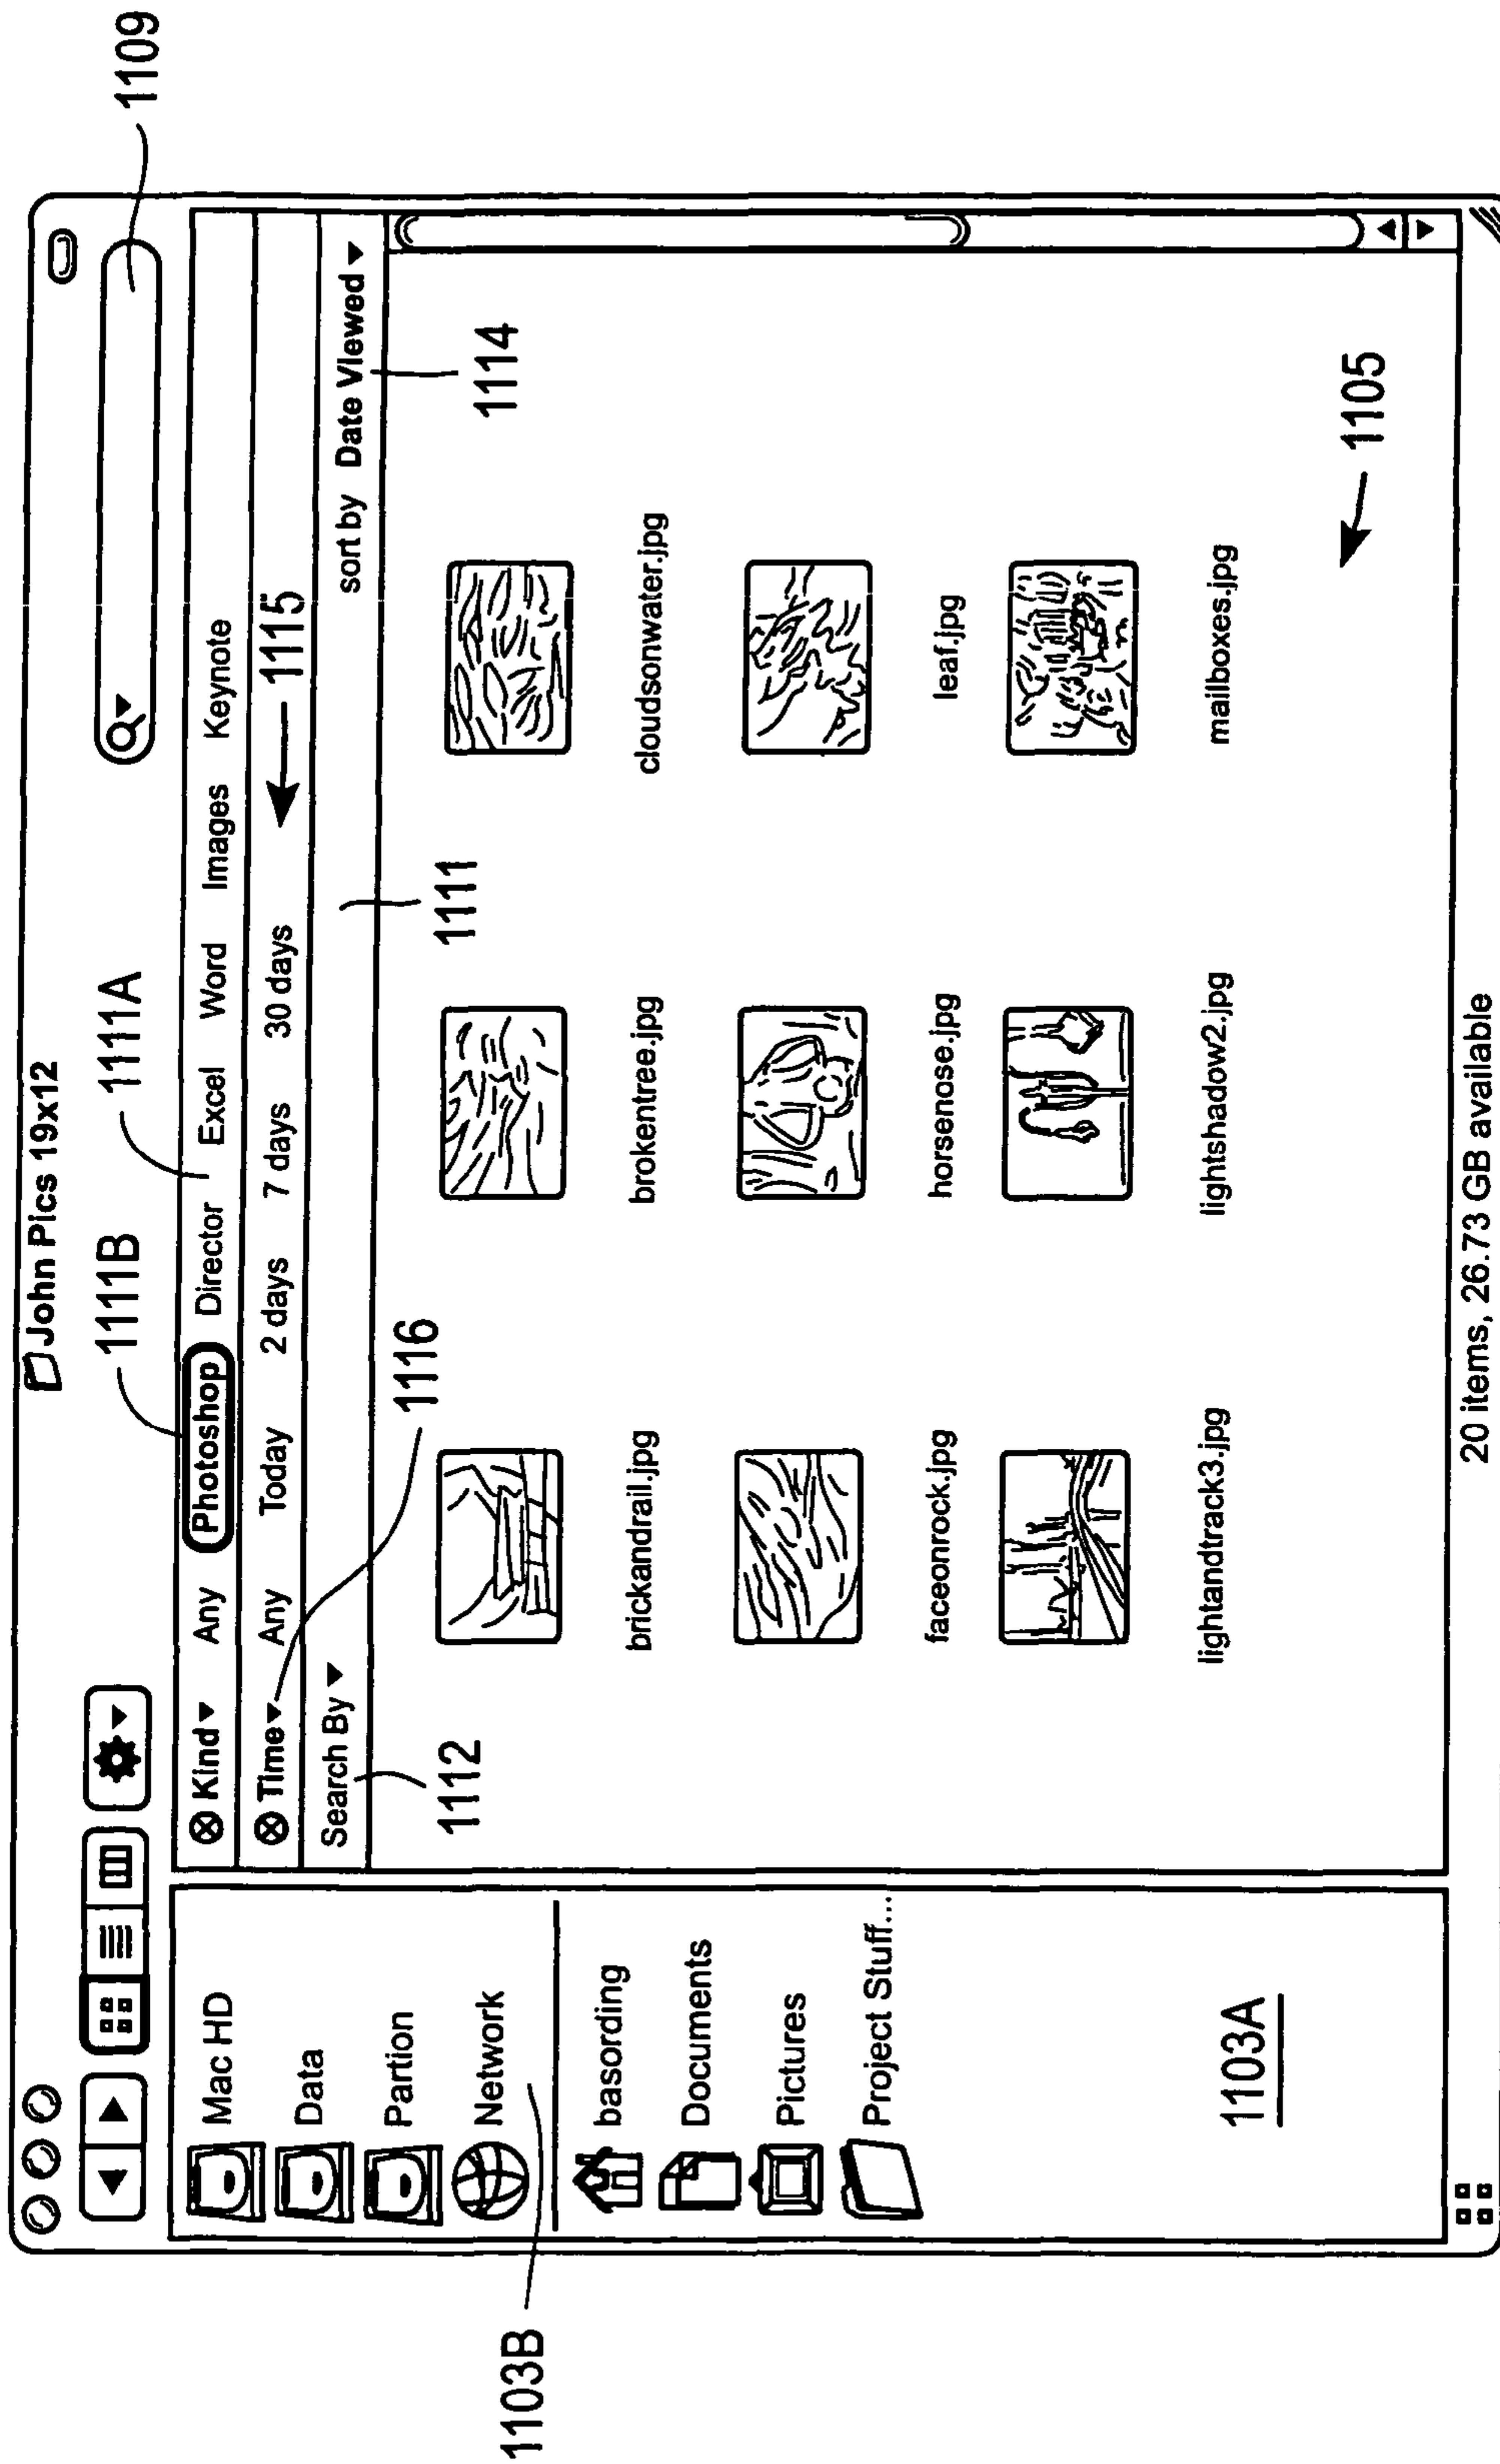 John Pics 19x12
1109
1111B
1111A
Kind Any Photoshop Director Excel Word Images Keynote
Time Any Today 2 days 7 days 30 days
1115
Search By
sort by Date Viewed
1116
1112
1111
1114
Mac HD
Data
Partion
Network
1103B
basording
Documents
Pictures
Project Stuff...
1103A
brickandrail.jpg
brokentree.jpg
cloudsonwater.jpg
faceonrock.jpg
horsenose.jpg
leaf.jpg
lightandtrack3.jpg
lightshadow2.jpg
mailboxes.jpg
1105
20 items, 26.73 GB available